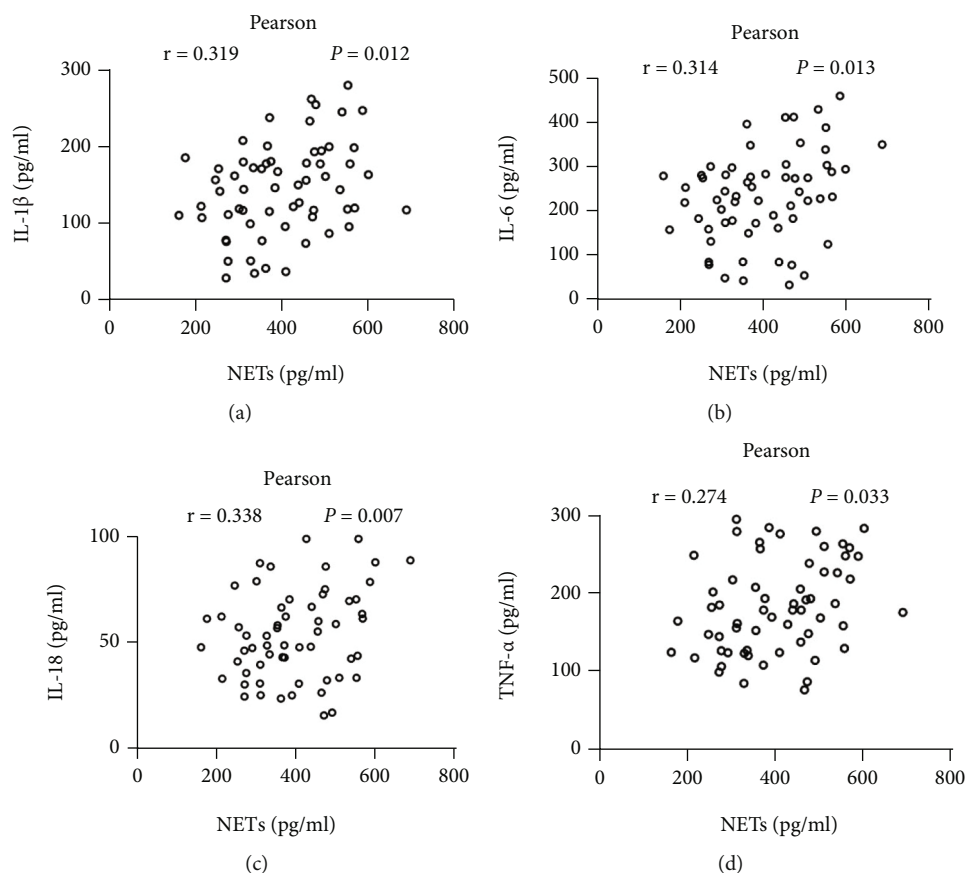 Pearson
r = 0.319 P = 0.012
300
200
100
0
0 200 400 600 800
IL-1β (pg/ml)
NETs (pg/ml)
(a)
Pearson
r = 0.314 P = 0.013
500
400
300
200
100
0
0 200 400 600 800
IL-6 (pg/ml)
NETs (pg/ml)
(b)
Pearson
r = 0.338 P = 0.007
100
50
0
0 200 400 600 800
IL-18 (pg/ml)
NETs (pg/ml)
(c)
Pearson
r = 0.274 P = 0.033
300
200
100
0
0 200 400 600 800
TNF-α (pg/ml)
NETs (pg/ml)
(d)